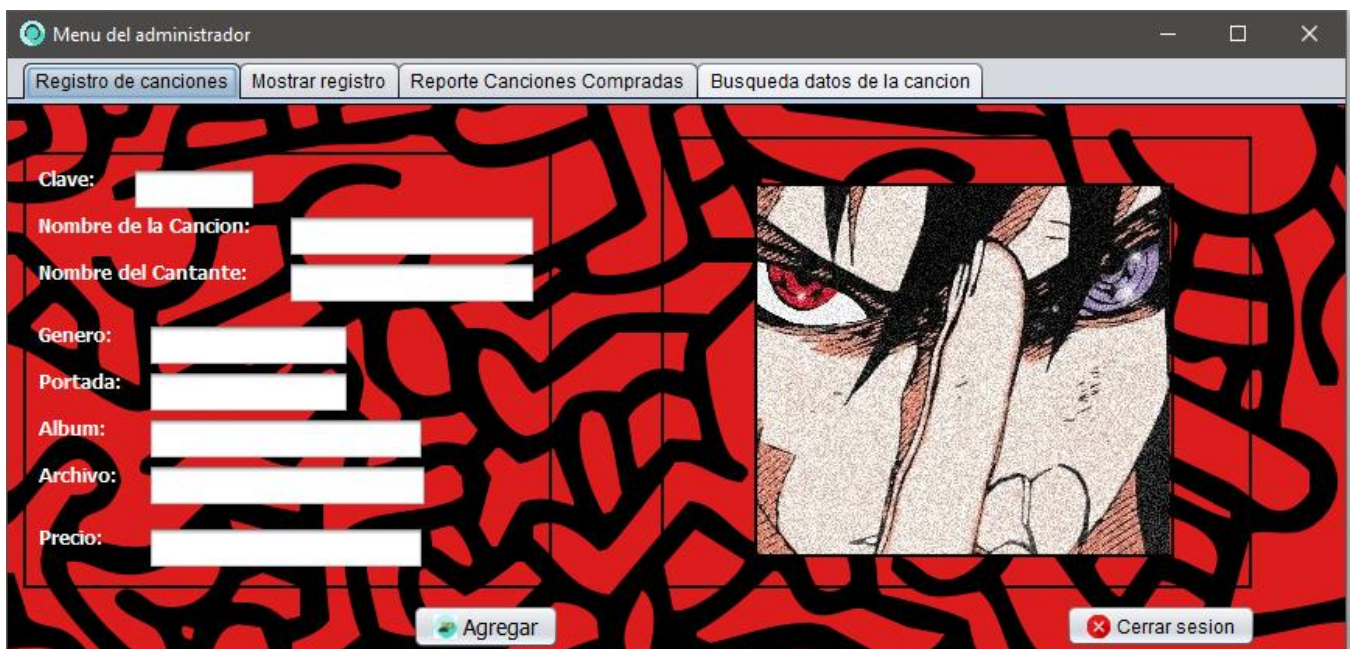 Menu del administrador
Registro de canciones Mostrar registro Reporte Canciones Compradas Busqueda datos de la cancion
Clave:
Nombre de la Cancion:
Nombre del Cantante:
Genero:
Portada:
Album:
Archivo:
Precio:
Agregar Cerrar sesion